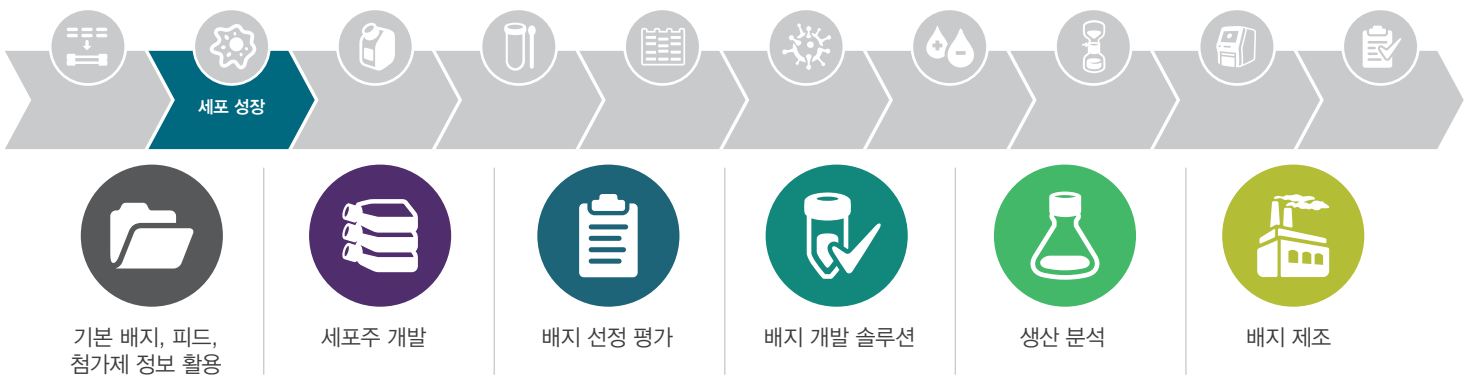 세포 성장
기본 배지, 피드,
첨가제 정보 활용
세포주 개발
배지 선정 평가
배지 개발 솔루션
생산 분석
배지 제조